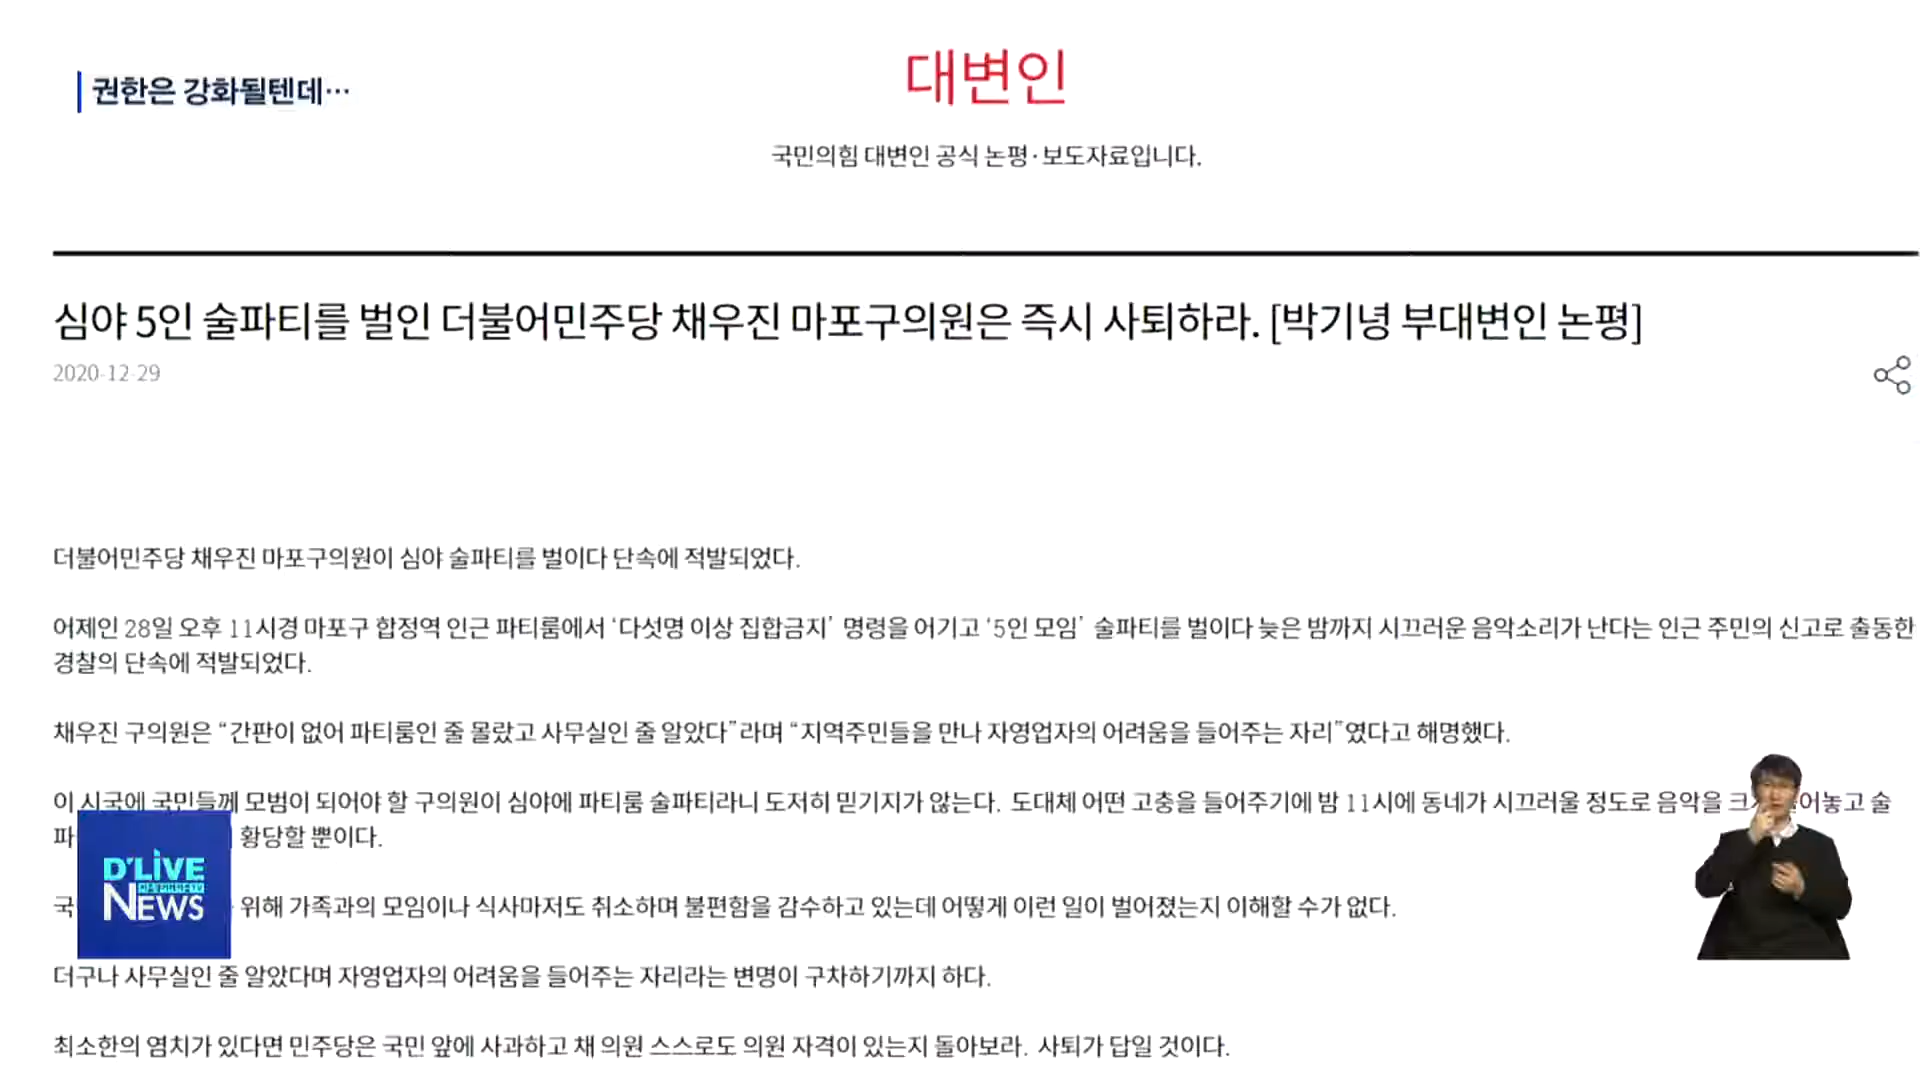 권한은 강화될텐데…
대변인
국민의힘 대변인 공식 논평·보도자료입니다.
심야 5인 술파티를 벌인 더불어민주당 채우진 마포구의원은 즉시 사퇴하라. [박기녕 부대변인 논평]
2020-12-29
더불어민주당 채우진 마포구의원이 심야 술파티를 벌이다 단속에 적발되었다.
어제인 28일 오후 11시경 마포구 합정역 인근 파티룸에서 ‘다섯명 이상 집합금지’ 명령을 어기고 ‘5인 모임’ 술파티를 벌이다 늦은 밤까지 시끄러운 음악소리가 난다는 인근 주민의 신고로 출동한
경찰의 단속에 적발되었다.
채우진 구의원은 “간판이 없어 파티룸인 줄 몰랐고 사무실인 줄 알았다”라며 “지역주민들을 만나 자영업자의 어려움을 들어주는 자리”였다고 해명했다.
이 시국에 국민들께 모범이 되어야 할 구의원이 심야에 파티룸 술파티라니 도저히 믿기지가 않는다. 도대체 어떤 고충을 들어주기에 밤 11시에 동네가 시끄러울 정도로 음악을 크 어놓고 술
파 황당할 뿐이다.
국 위해 가족과의 모임이나 식사마저도 취소하며 불편함을 감수하고 있는데 어떻게 이런 일이 벌어졌는지 이해할 수가 없다.
더구나 사무실인 줄 알았다며 자영업자의 어려움을 들어주는 자리라는 변명이 구차하기까지 하다.
최소한의 염치가 있다면 민주당은 국민 앞에 사과하고 채 의원 스스로도 의원 자격이 있는지 돌아보라. 사퇴가 답일 것이다.
D'LIVE
NEWS